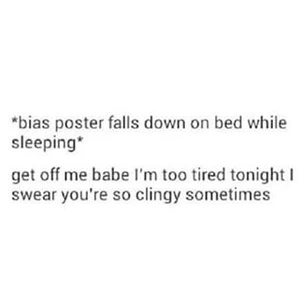 *bias poster falls down on bed while
sleeping*
get off me babe I'm too tired tonight I
swear you're so clingy sometimes